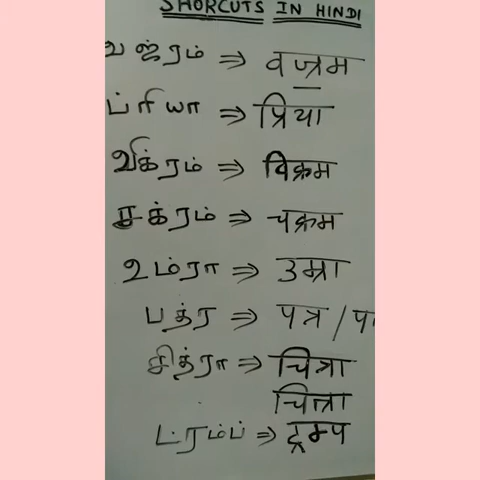 SHORCUTS IN HINDI
வஜ்ரம் ⇒ वज्रम
ப்ரியா ⇒ प्रिया
விக்ரம் ⇒ विक्रम
சக்ரம் ⇒ चक्रम
உம்ரா ⇒ उम्रा
பத்ர ⇒ पत्र /
சித்ரா ⇒ चित्रा
चित्रा
ட்ரம்ப் ⇒ ट्रम्प